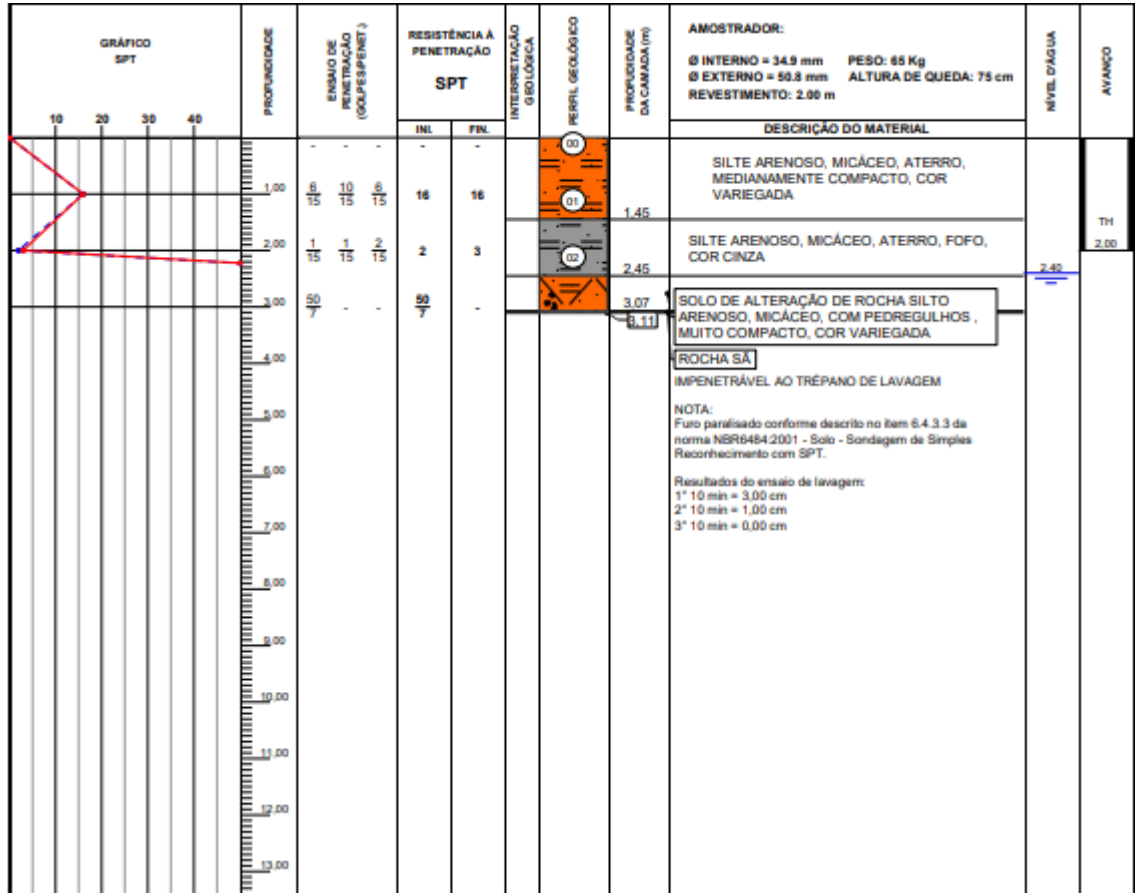 GRÁFICO
SPT
10 20 30 40
PROFUNDIDADE
ENSAIO DE
PENETRAÇÃO
(GOLPES/PENET.)
RESISTÊNCIA À
PENETRAÇÃO
SPT
INI. FIN.
INTERPRETAÇÃO
GEOLÓGICA
PERFIL GEOLÓGICO
PROFUDIDADE
DA CAMADA (m)
AMOSTRADOR:
Ø INTERNO = 34.9 mm PESO: 65 Kg
Ø EXTERNO = 50.8 mm ALTURA DE QUEDA: 75 cm
REVESTIMENTO: 2.00 m
DESCRIÇÃO DO MATERIAL
NÍVEL D'ÁGUA
AVANÇO
- - - - - 00
SILTE ARENOSO, MICÁCEO, ATERRO,
MEDIANAMENTE COMPACTO, COR
VARIEGADA
1,00 6/15 10/15 6/15 16 16 01
1.45
TH
2,00
SILTE ARENOSO, MICÁCEO, ATERRO, FOFO,
COR CINZA
2,00 1/15 1/15 2/15 2 3 02
2.45
2.40
3,00 50/7 - - 50/7 -
3.07
3.11
SOLO DE ALTERAÇÃO DE ROCHA SILTO
ARENOSO, MICÁCEO, COM PEDREGULHOS ,
MUITO COMPACTO, COR VARIEGADA
ROCHA SÃ
IMPENETRÁVEL AO TRÉPANO DE LAVAGEM
NOTA:
Furo paralisado conforme descrito no item 6.4.3.3 da
norma NBR6484:2001 - Solo - Sondagem de Simples
Reconhecimento com SPT.
Resultados do ensaio de lavagem:
1° 10 min = 3,00 cm
2° 10 min = 1,00 cm
3° 10 min = 0,00 cm
4,00
5,00
6,00
7,00
8,00
9,00
10,00
11,00
12,00
13,00